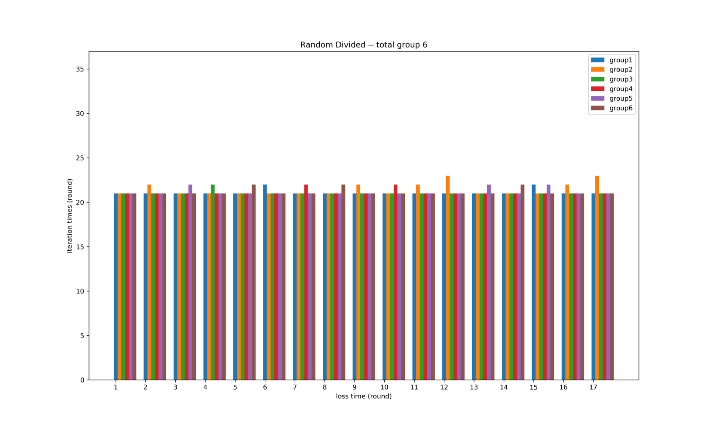 Random Divided -- total group 6
group1
group2
group3
group4
group5
group6
iteration times (round)
35
30
25
20
15
10
5
0
1 2 3 4 5 6 7 8 9 10 11 12 13 14 15 16 17
loss time (round)